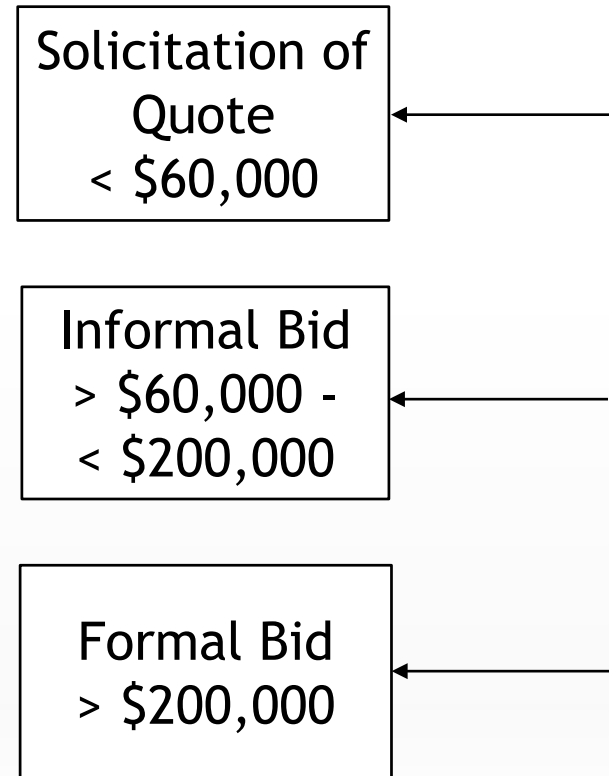 Solicitation of
Quote
< $60,000
Informal Bid
> $60,000 -
< $200,000
Formal Bid
> $200,000